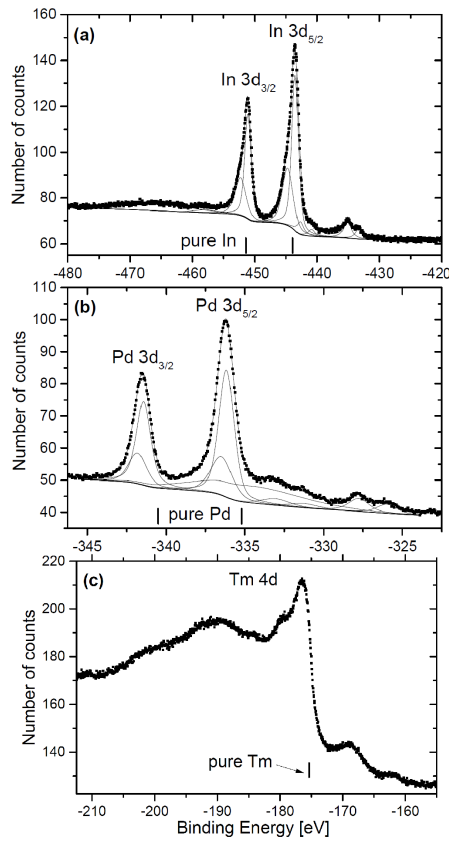 160
(a)
In 3d5/2
140
In 3d3/2
120
Number of counts
100
80
60
pure In
-480 -470 -460 -450 -440 -430 -420
110
(b)
Pd 3d5/2
100
90
Pd 3d3/2
80
Number of counts
70
60
50
40
pure Pd
-345 -340 -335 -330 -325
220
(c)
Tm 4d
200
Number of counts
180
160
140
pure Tm
-210 -200 -190 -180 -170 -160
Binding Energy [eV]